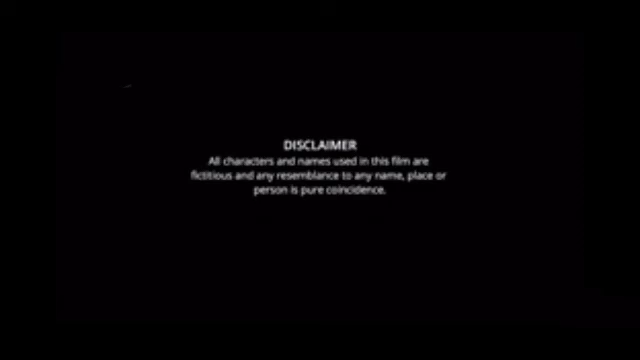 DISCLAIMER
All characters and names used in this film are
fictitious and any resemblance to any name, place or
person is pure coincidence.